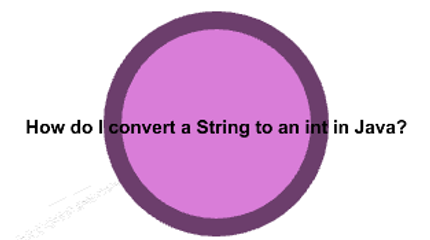 How do I convert a String to an int in Java?